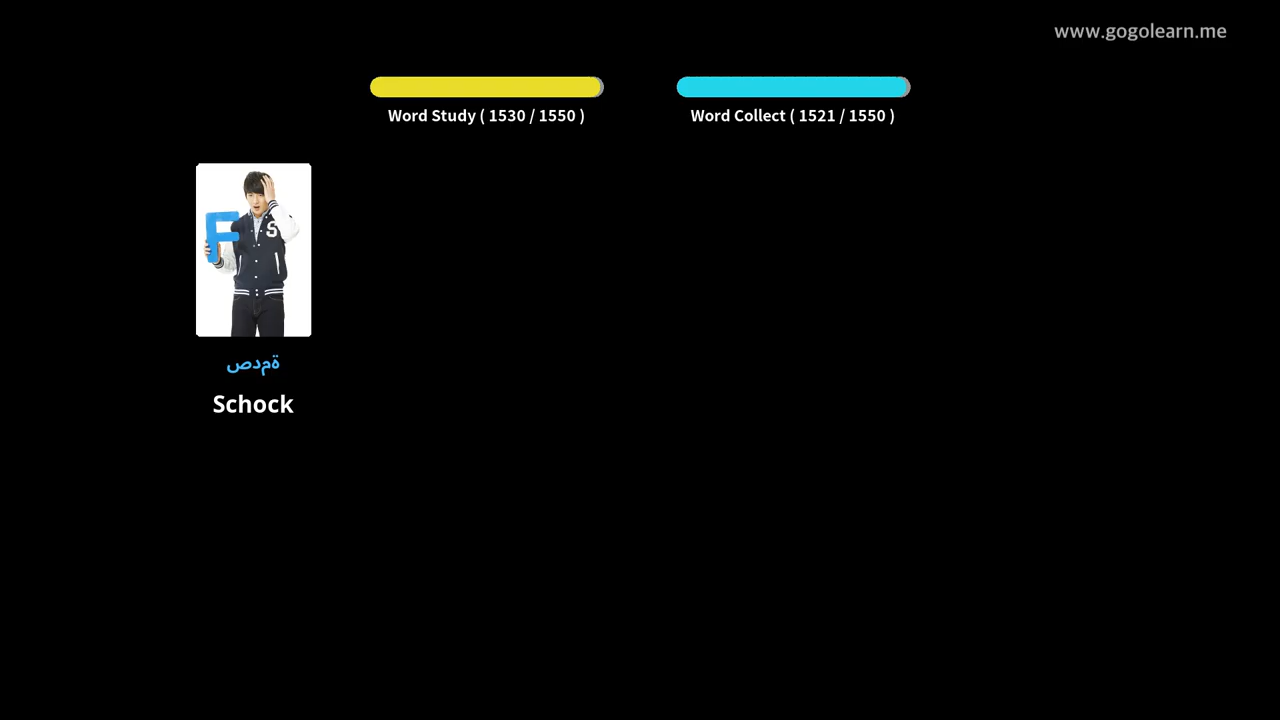 www.gogolearn.me
Word Study ( 1530 / 1550 )
Word Collect ( 1521 / 1550 )
F
S
صدمة
Schock